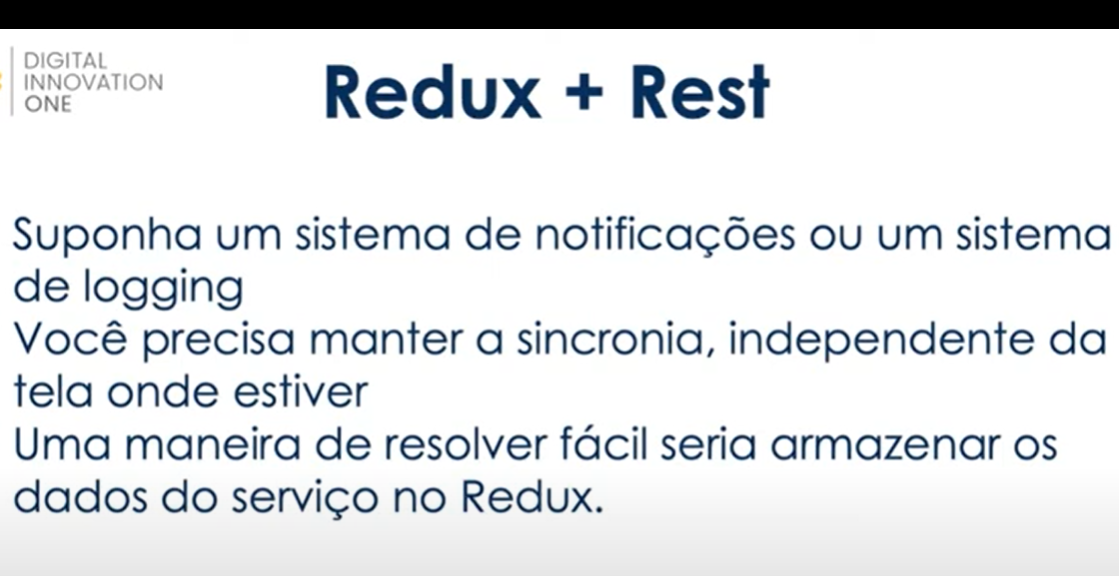 DIGITAL
INNOVATION
ONE
Redux + Rest
Suponha um sistema de notificações ou um sistema
de logging
Você precisa manter a sincronia, independente da
tela onde estiver
Uma maneira de resolver fácil seria armazenar os
dados do serviço no Redux.